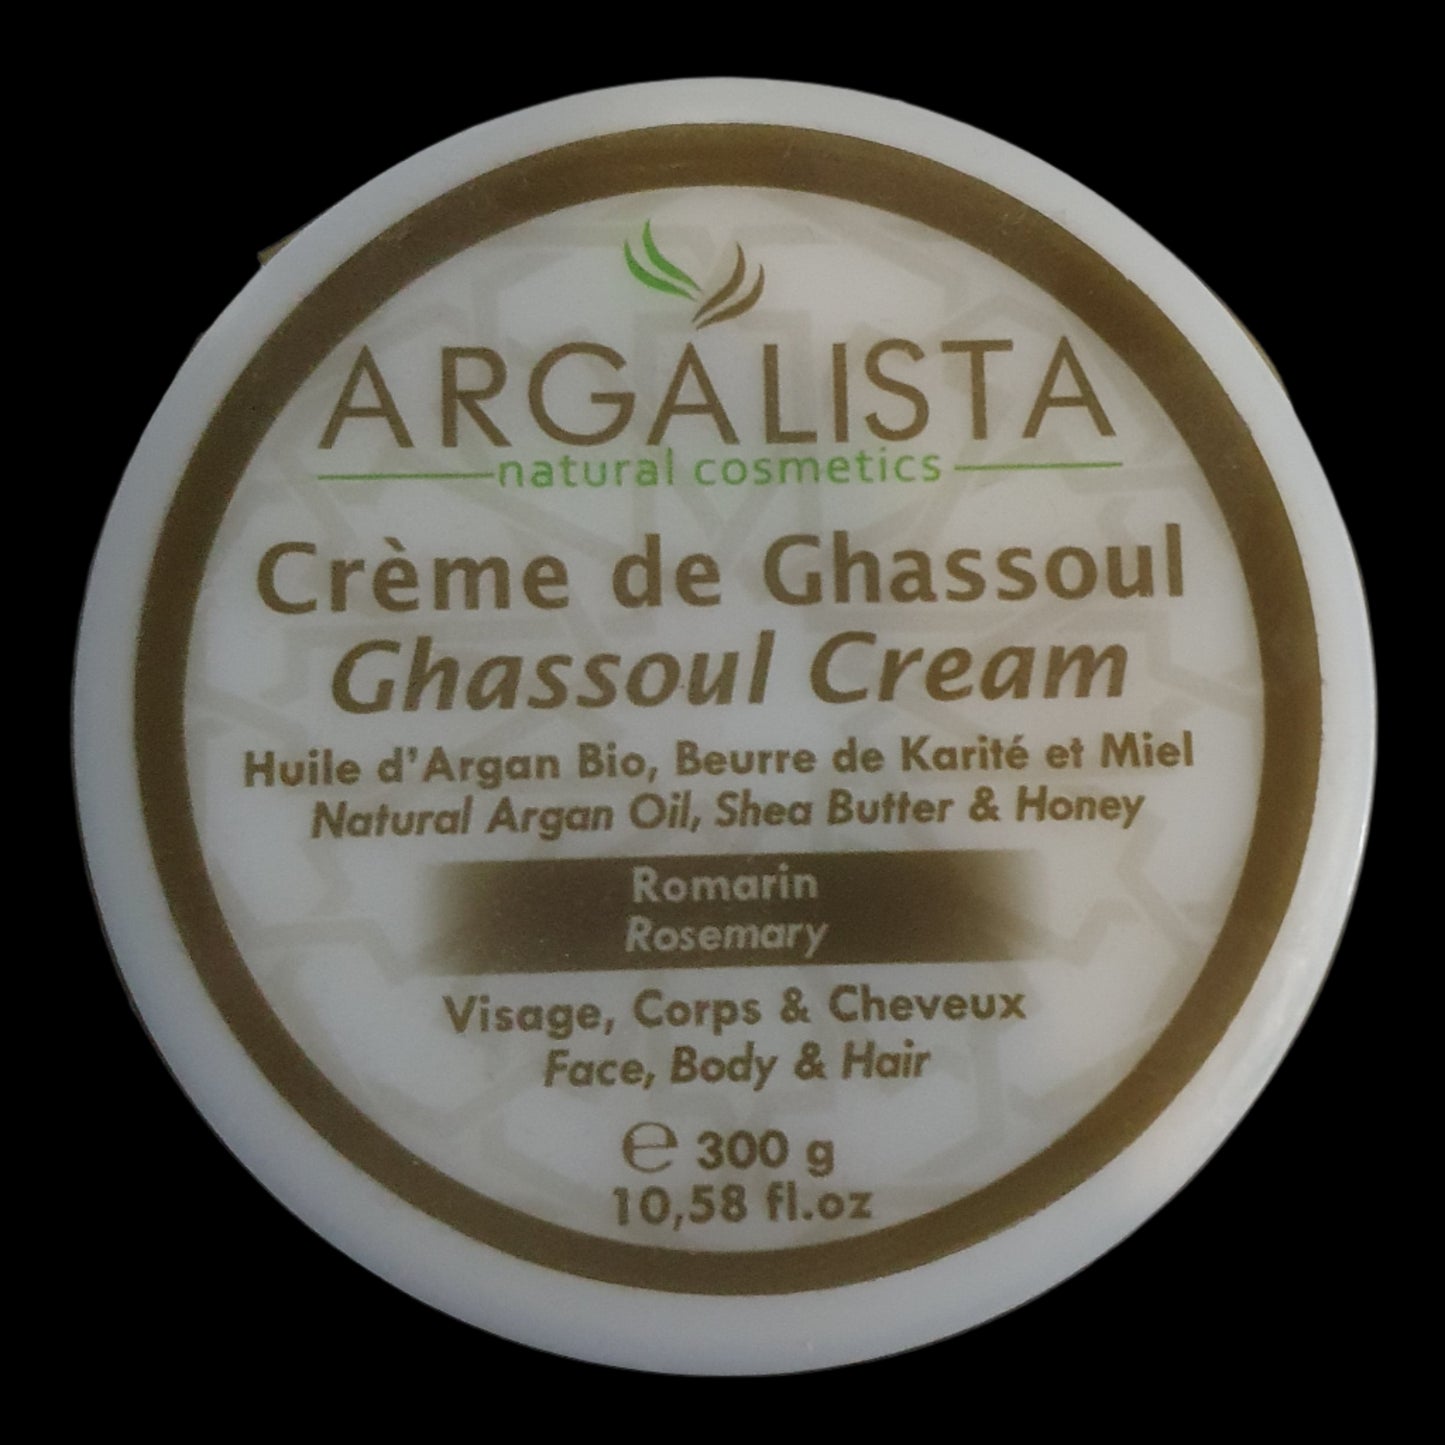 ARGALISTA
natural cosmetics
Crème de Ghassoul
Ghassoul Cream
Huile d'Argan Bio, Beurre de Karité et Miel
Natural Argan Oil, Shea Butter & Honey
Romarin
Rosemary
Visage, Corps & Cheveux
Face, Body & Hair
℮ 300 g
10,58 fl.oz